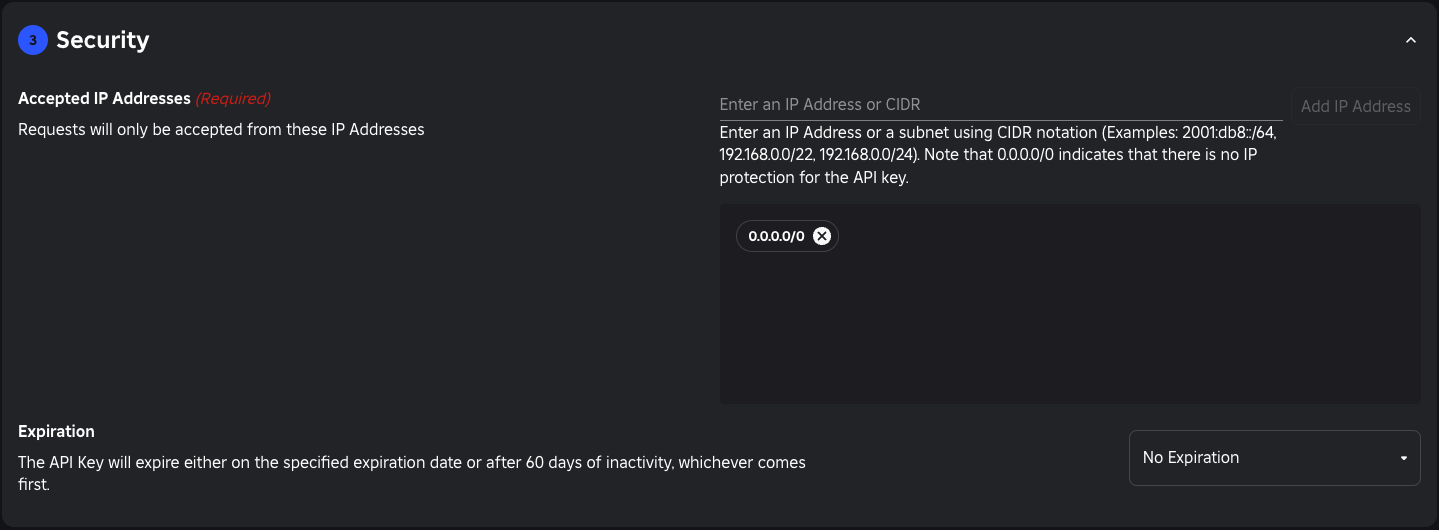 3 Security
Accepted IP Addresses (Required)
Requests will only be accepted from these IP Addresses
Enter an IP Address or CIDR
Add IP Address
Enter an IP Address or a subnet using CIDR notation (Examples: 2001:db8::/64,
192.168.0.0/22, 192.168.0.0/24). Note that 0.0.0.0/0 indicates that there is no IP
protection for the API key.
0.0.0.0/0
Expiration
The API Key will expire either on the specified expiration date or after 60 days of inactivity, whichever comes
first.
No Expiration